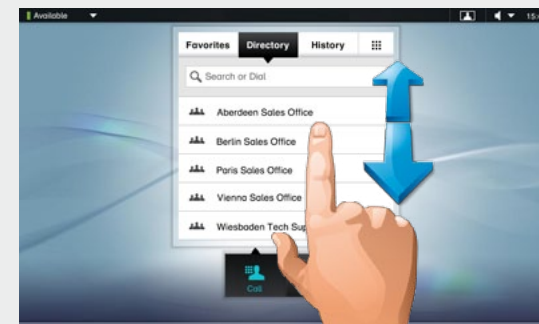 Available
Favorites Directory History
Search or Dial
Aberdeen Sales Office
Berlin Sales Office
Paris Sales Office
Vienna Sales Office
Wiesbaden Tech Sup
Call